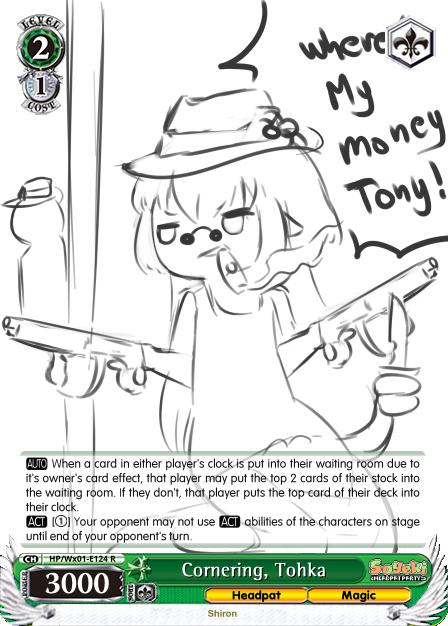 LEVEL
2
1
COST
where
My
money
Tony!
AUTO When a card in either player's clock is put into their waiting room due to
it's owner's card effect, that player may put the top 2 cards of their stock into
the waiting room. If they don't, that player puts the top card of their deck into
their clock.
ACT [①] Your opponent may not use ACT abilities of the characters on stage
until end of your opponent's turn.
CH HP/Wx01-E124 R
POWER
3000
SOUL
Cornering, Tohka
Headpat
Magic
Sayuki
HEADPAT PARTY
Shiron